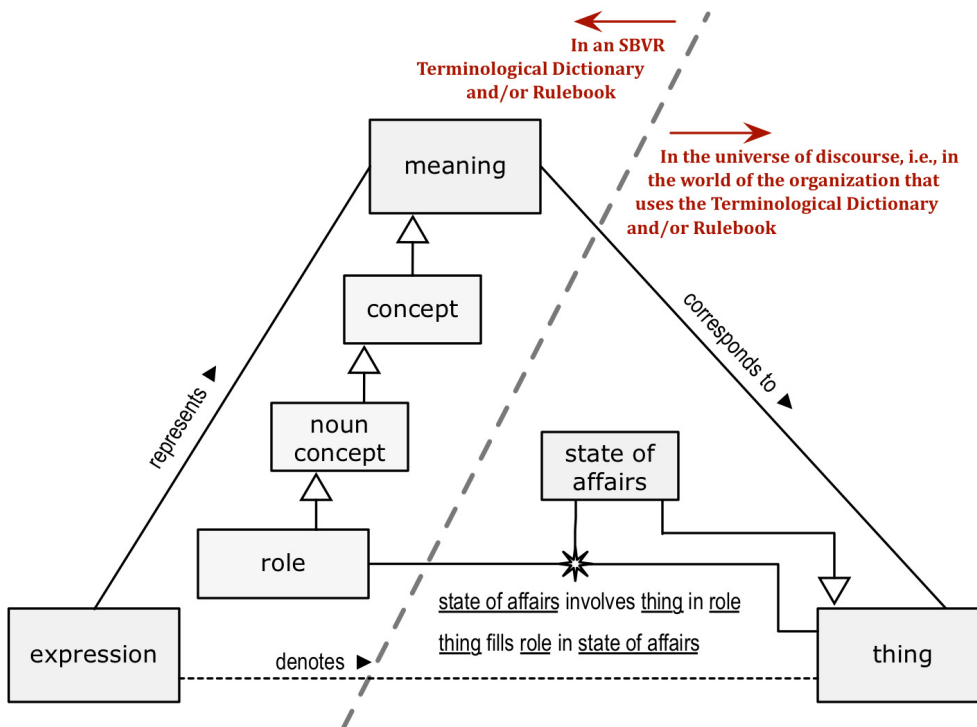 In an SBVR
Terminological Dictionary
and/or Rulebook
In the universe of discourse, i.e., in
the world of the organization that
uses the Terminological Dictionary
and/or Rulebook
meaning
concept
represents ▶
corresponds to ▶
noun
concept
state of
affairs
role
state of affairs involves thing in role
thing fills role in state of affairs
expression
denotes ▶
thing